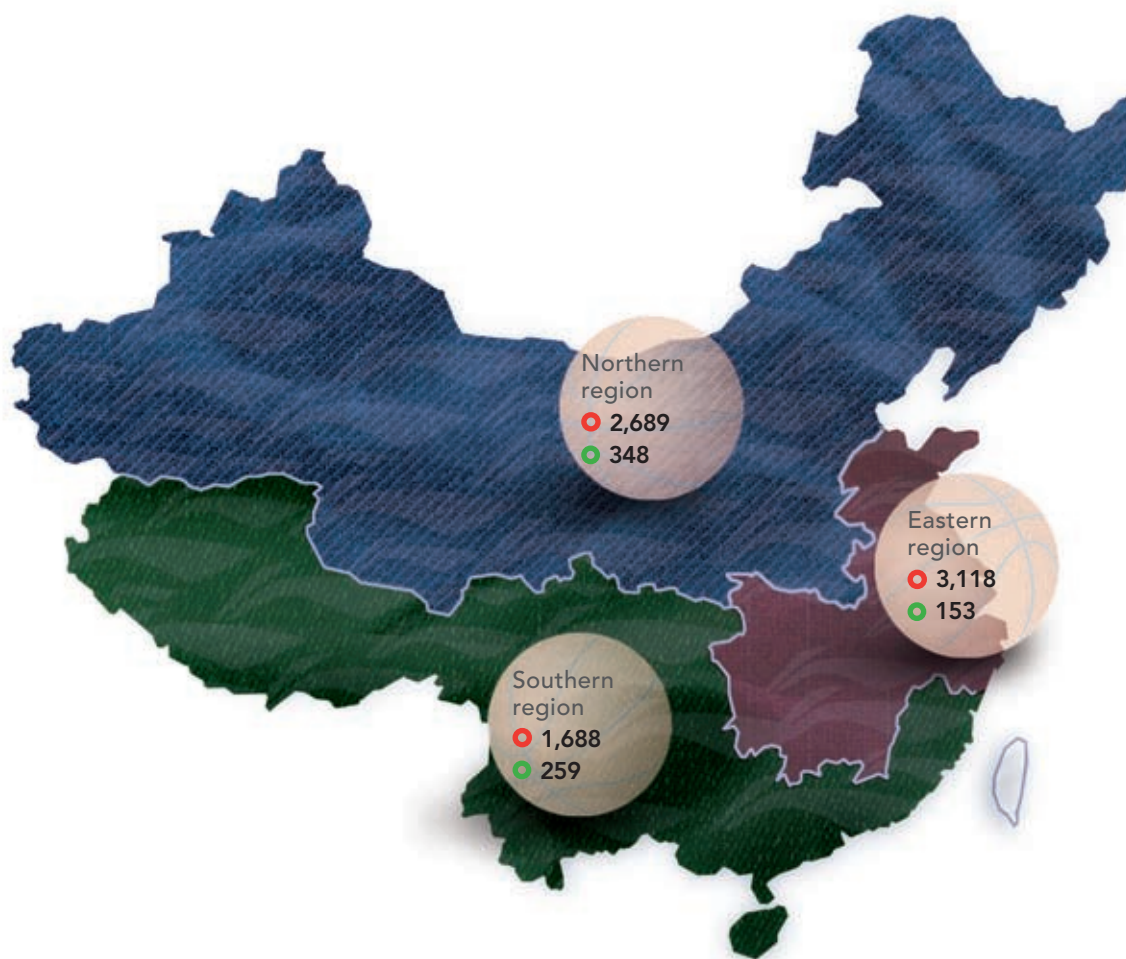 Northern
region
2,689
348
Eastern
region
3,118
153
Southern
region
1,688
259